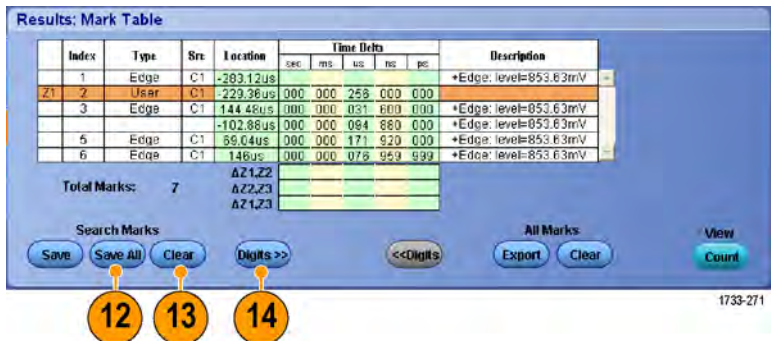 Results: Mark Table
Index Type Src Location Time Delta Description
sec ms us ns ps
1 Edge C1 -283.12us +Edge: level=853.63mV
Z1 2 User C1 -229.36us 000 000 256 000 000
3 Edge C1 144.48us 000 000 031 600 000 +Edge: level=853.63mV
-102.88us 000 000 094 880 000 +Edge: level=853.63mV
5 Edge C1 69.04us 000 000 171 920 000 +Edge: level=853.63mV
6 Edge C1 146us 000 000 076 959 999 +Edge: level=853.63mV
Total Marks: 7
ΔZ1,Z2
ΔZ2,Z3
ΔZ1,Z3
Search Marks All Marks View
Save Save All Clear Digits >> <<Digits Export Clear Count
12 13 14
1733-271